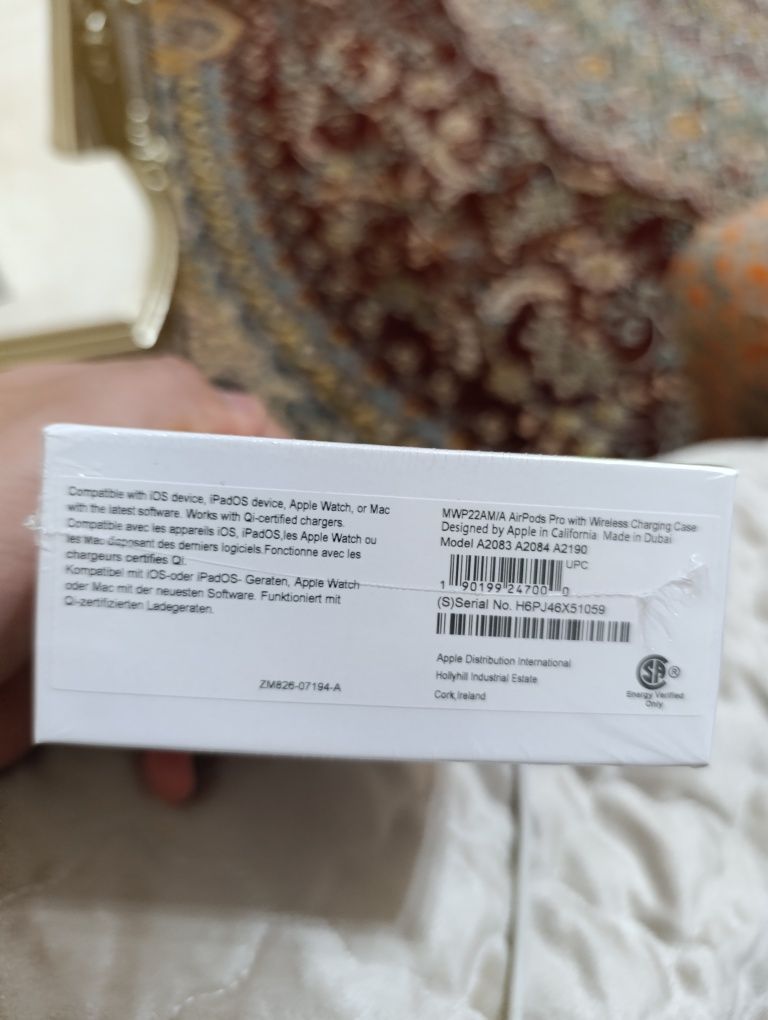 Compatible with iOS device, iPadOS device, Apple Watch, or Mac
with the latest software. Works with Qi-certified chargers.
Compatible avec les appareils iOS, iPadOS,les Apple Watch ou
les Mac disposant des derniers logiciels.Fonctionne avec les
chargeurs certifiés Qi.
Kompatibel mit iOS-oder iPadOS- Geraten, Apple Watch
oder Mac mit der neuesten Software. Funktioniert mit
Qi-zertifizierten Ladegeraten.
ZM826-07194-A
MWP22AM/A AirPods Pro with Wireless Charging Case
Designed by Apple in California Made in Dubai
Model A2083 A2084 A2190
UPC
1 90199 24700 0
(S)Serial No. H6PJ46X51059
Apple Distribution International
Hollyhill Industrial Estate
Cork,Ireland
SA ®
Energy Verified
Only